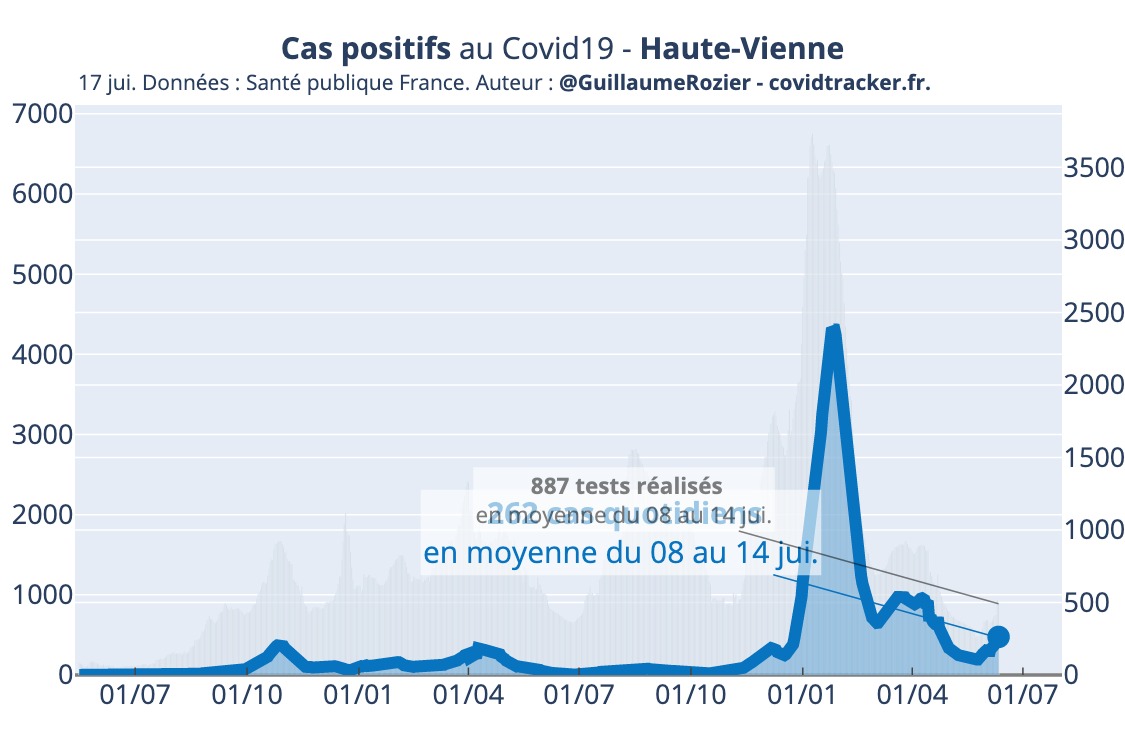 Cas positifs au Covid19 - Haute-Vienne
17 jui. Données : Santé publique France. Auteur : @GuillaumeRozier - covidtracker.fr.
7000
6000
5000
4000
3000
2000
1000
0
3500
3000
2500
2000
1500
1000
500
0
887 tests réalisés
en moyenne du 08 au 14 jui.
262 cas quotidiens
en moyenne du 08 au 14 jui.
01/07 01/10 01/01 01/04 01/07 01/10 01/01 01/04 01/07